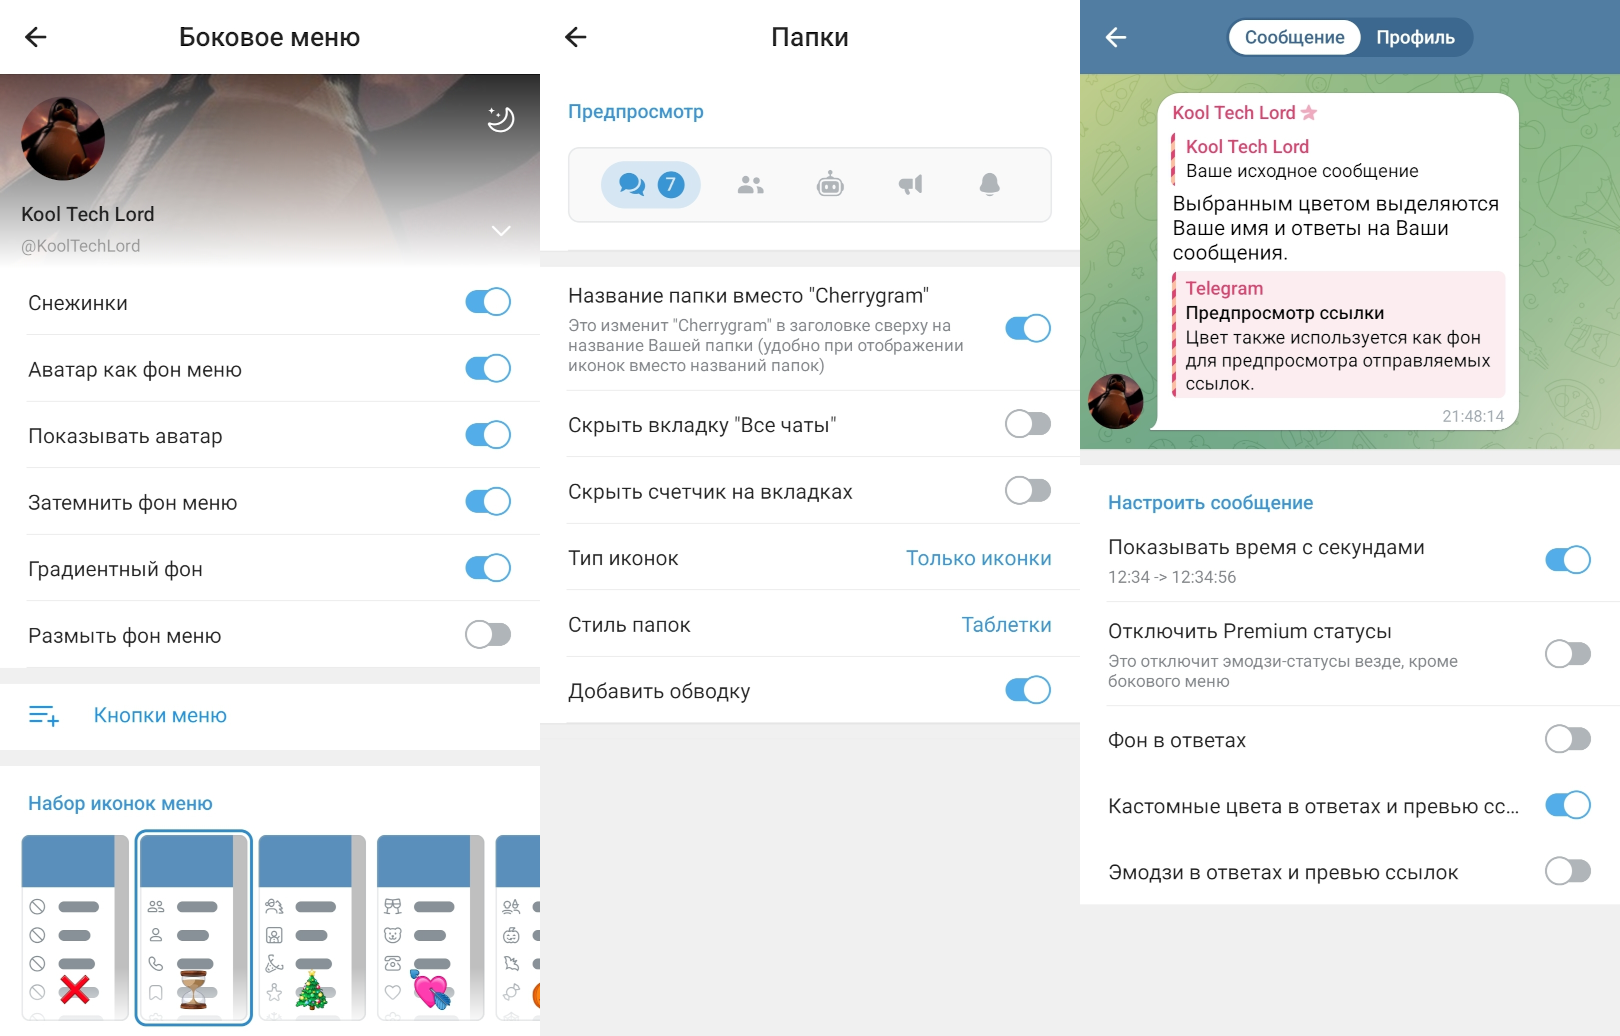 Боковое меню
Kool Tech Lord
@KoolTechLord
Снежинки
Аватар как фон меню
Показывать аватар
Затемнить фон меню
Градиентный фон
Размыть фон меню
Кнопки меню
Набор иконок меню
Папки
Предпросмотр
7
Название папки вместо "Cherrygram"
Это изменит "Cherrygram" в заголовке сверху на
название Вашей папки (удобно при отображении
иконок вместо названий папок)
Скрыть вкладку "Все чаты"
Скрыть счетчик на вкладках
Тип иконок Только иконки
Стиль папок Таблетки
Добавить обводку
Сообщение Профиль
Kool Tech Lord
Kool Tech Lord
Ваше исходное сообщение
Выбранным цветом выделяются
Ваше имя и ответы на Ваши
сообщения.
Telegram
Предпросмотр ссылки
Цвет также используется как фон
для предпросмотра отправляемых
ссылок.
21:48:14
Настроить сообщение
Показывать время с секундами
12:34 -> 12:34:56
Отключить Premium статусы
Это отключит эмодзи-статусы везде, кроме
бокового меню
Фон в ответах
Кастомные цвета в ответах и превью сс...
Эмодзи в ответах и превью ссылок